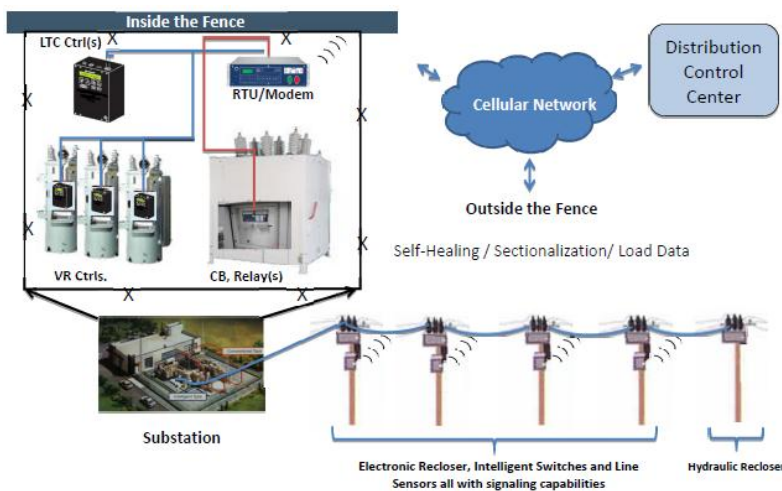 Inside the Fence
LTC Ctrl(s)
RTU/Modem
VR Ctrls.
CB, Relay(s)
Cellular Network
Distribution
Control
Center
Outside the Fence
Self-Healing / Sectionalization/ Load Data
Substation
Electronic Recloser, Intelligent Switches and Line
Sensors all with signaling capabilities
Hydraulic Recloser